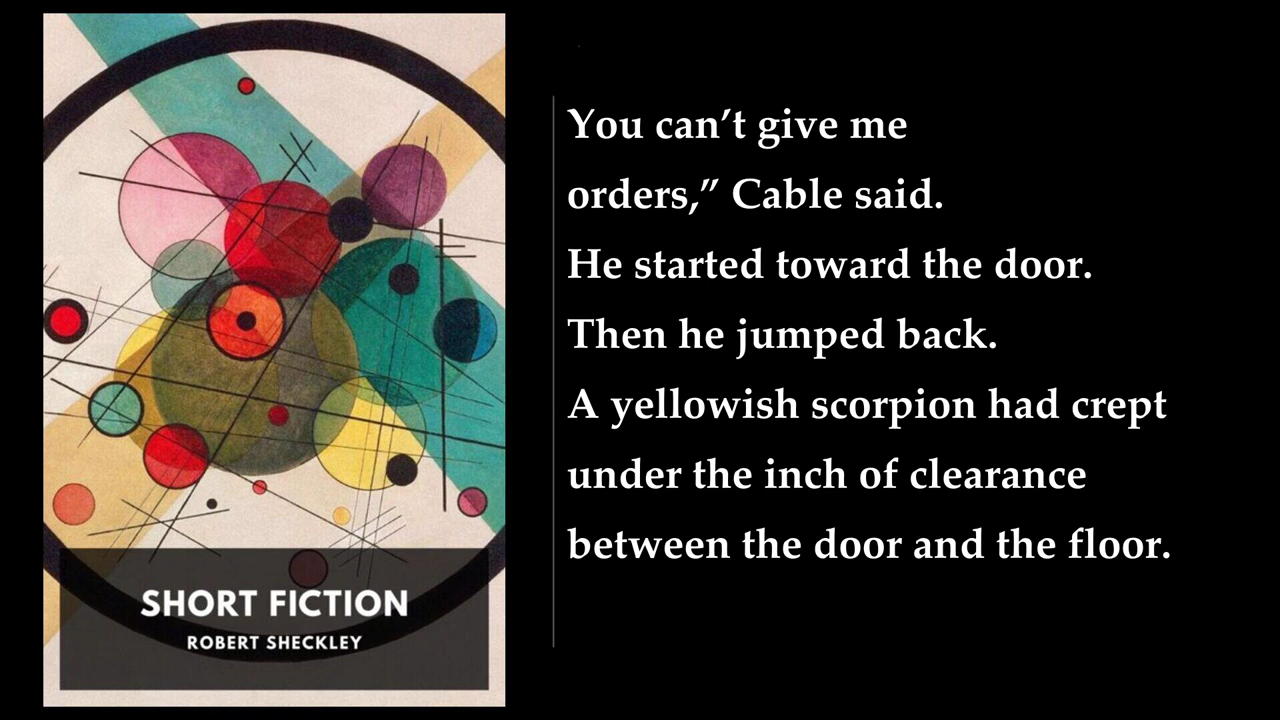 SHORT FICTION
ROBERT SHECKLEY
You can’t give me
orders,” Cable said.
He started toward the door.
Then he jumped back.
A yellowish scorpion had crept
under the inch of clearance
between the door and the floor.